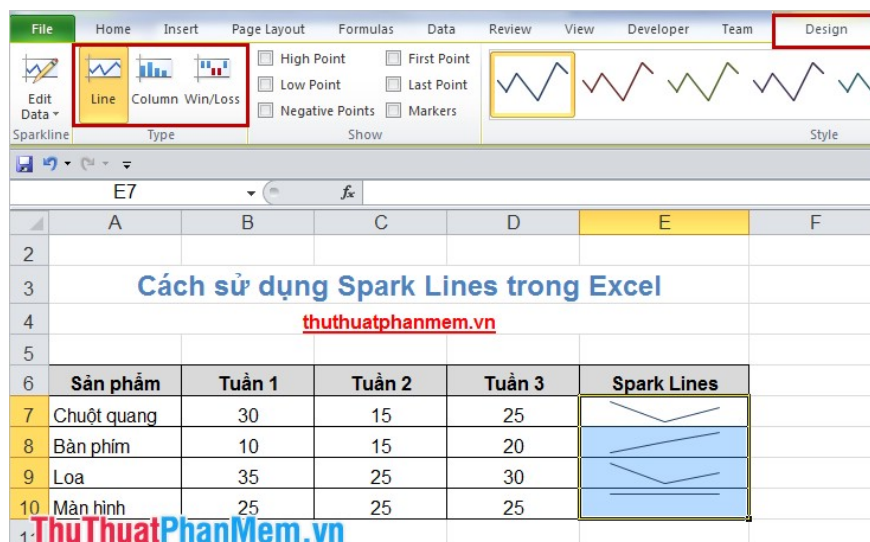 File Home Insert Page Layout Formulas Data Review View Developer Team Design
High Point First Point
Low Point Last Point
Negative Points Markers
Edit Data
Line Column Win/Loss
Sparkline Type Show Style
E7 fx
A B C D E F
2
3 Cách sử dụng Spark Lines trong Excel
4 thuthuatphanmem.vn
5
6 Sản phẩm Tuần 1 Tuần 2 Tuần 3 Spark Lines
7 Chuột quang 30 15 25
8 Bàn phím 10 15 20
9 Loa 35 25 30
10 Màn hình 25 25 25
ThuThuatPhanMem.vn